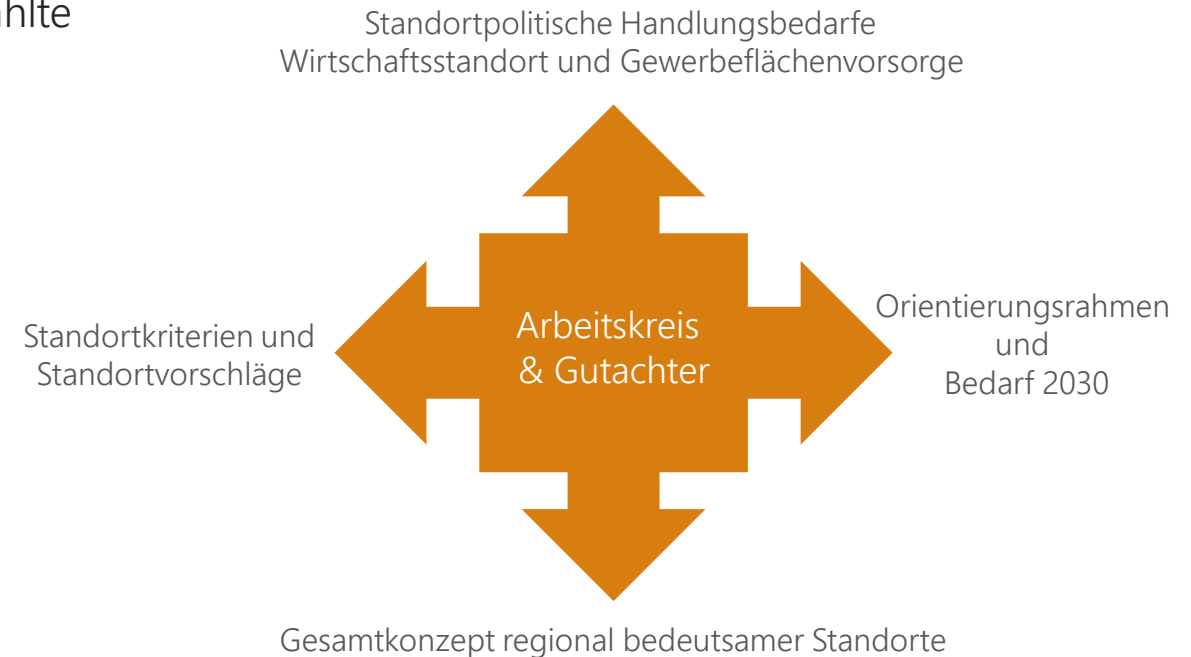 Standortpolitische Handlungsbedarfe
Wirtschaftsstandort und Gewerbeflächenvorsorge
Standortkriterien und
Standortvorschläge
Arbeitskreis
& Gutachter
Orientierungsrahmen
und
Bedarf 2030
Gesamtkonzept regional bedeutsamer Standorte